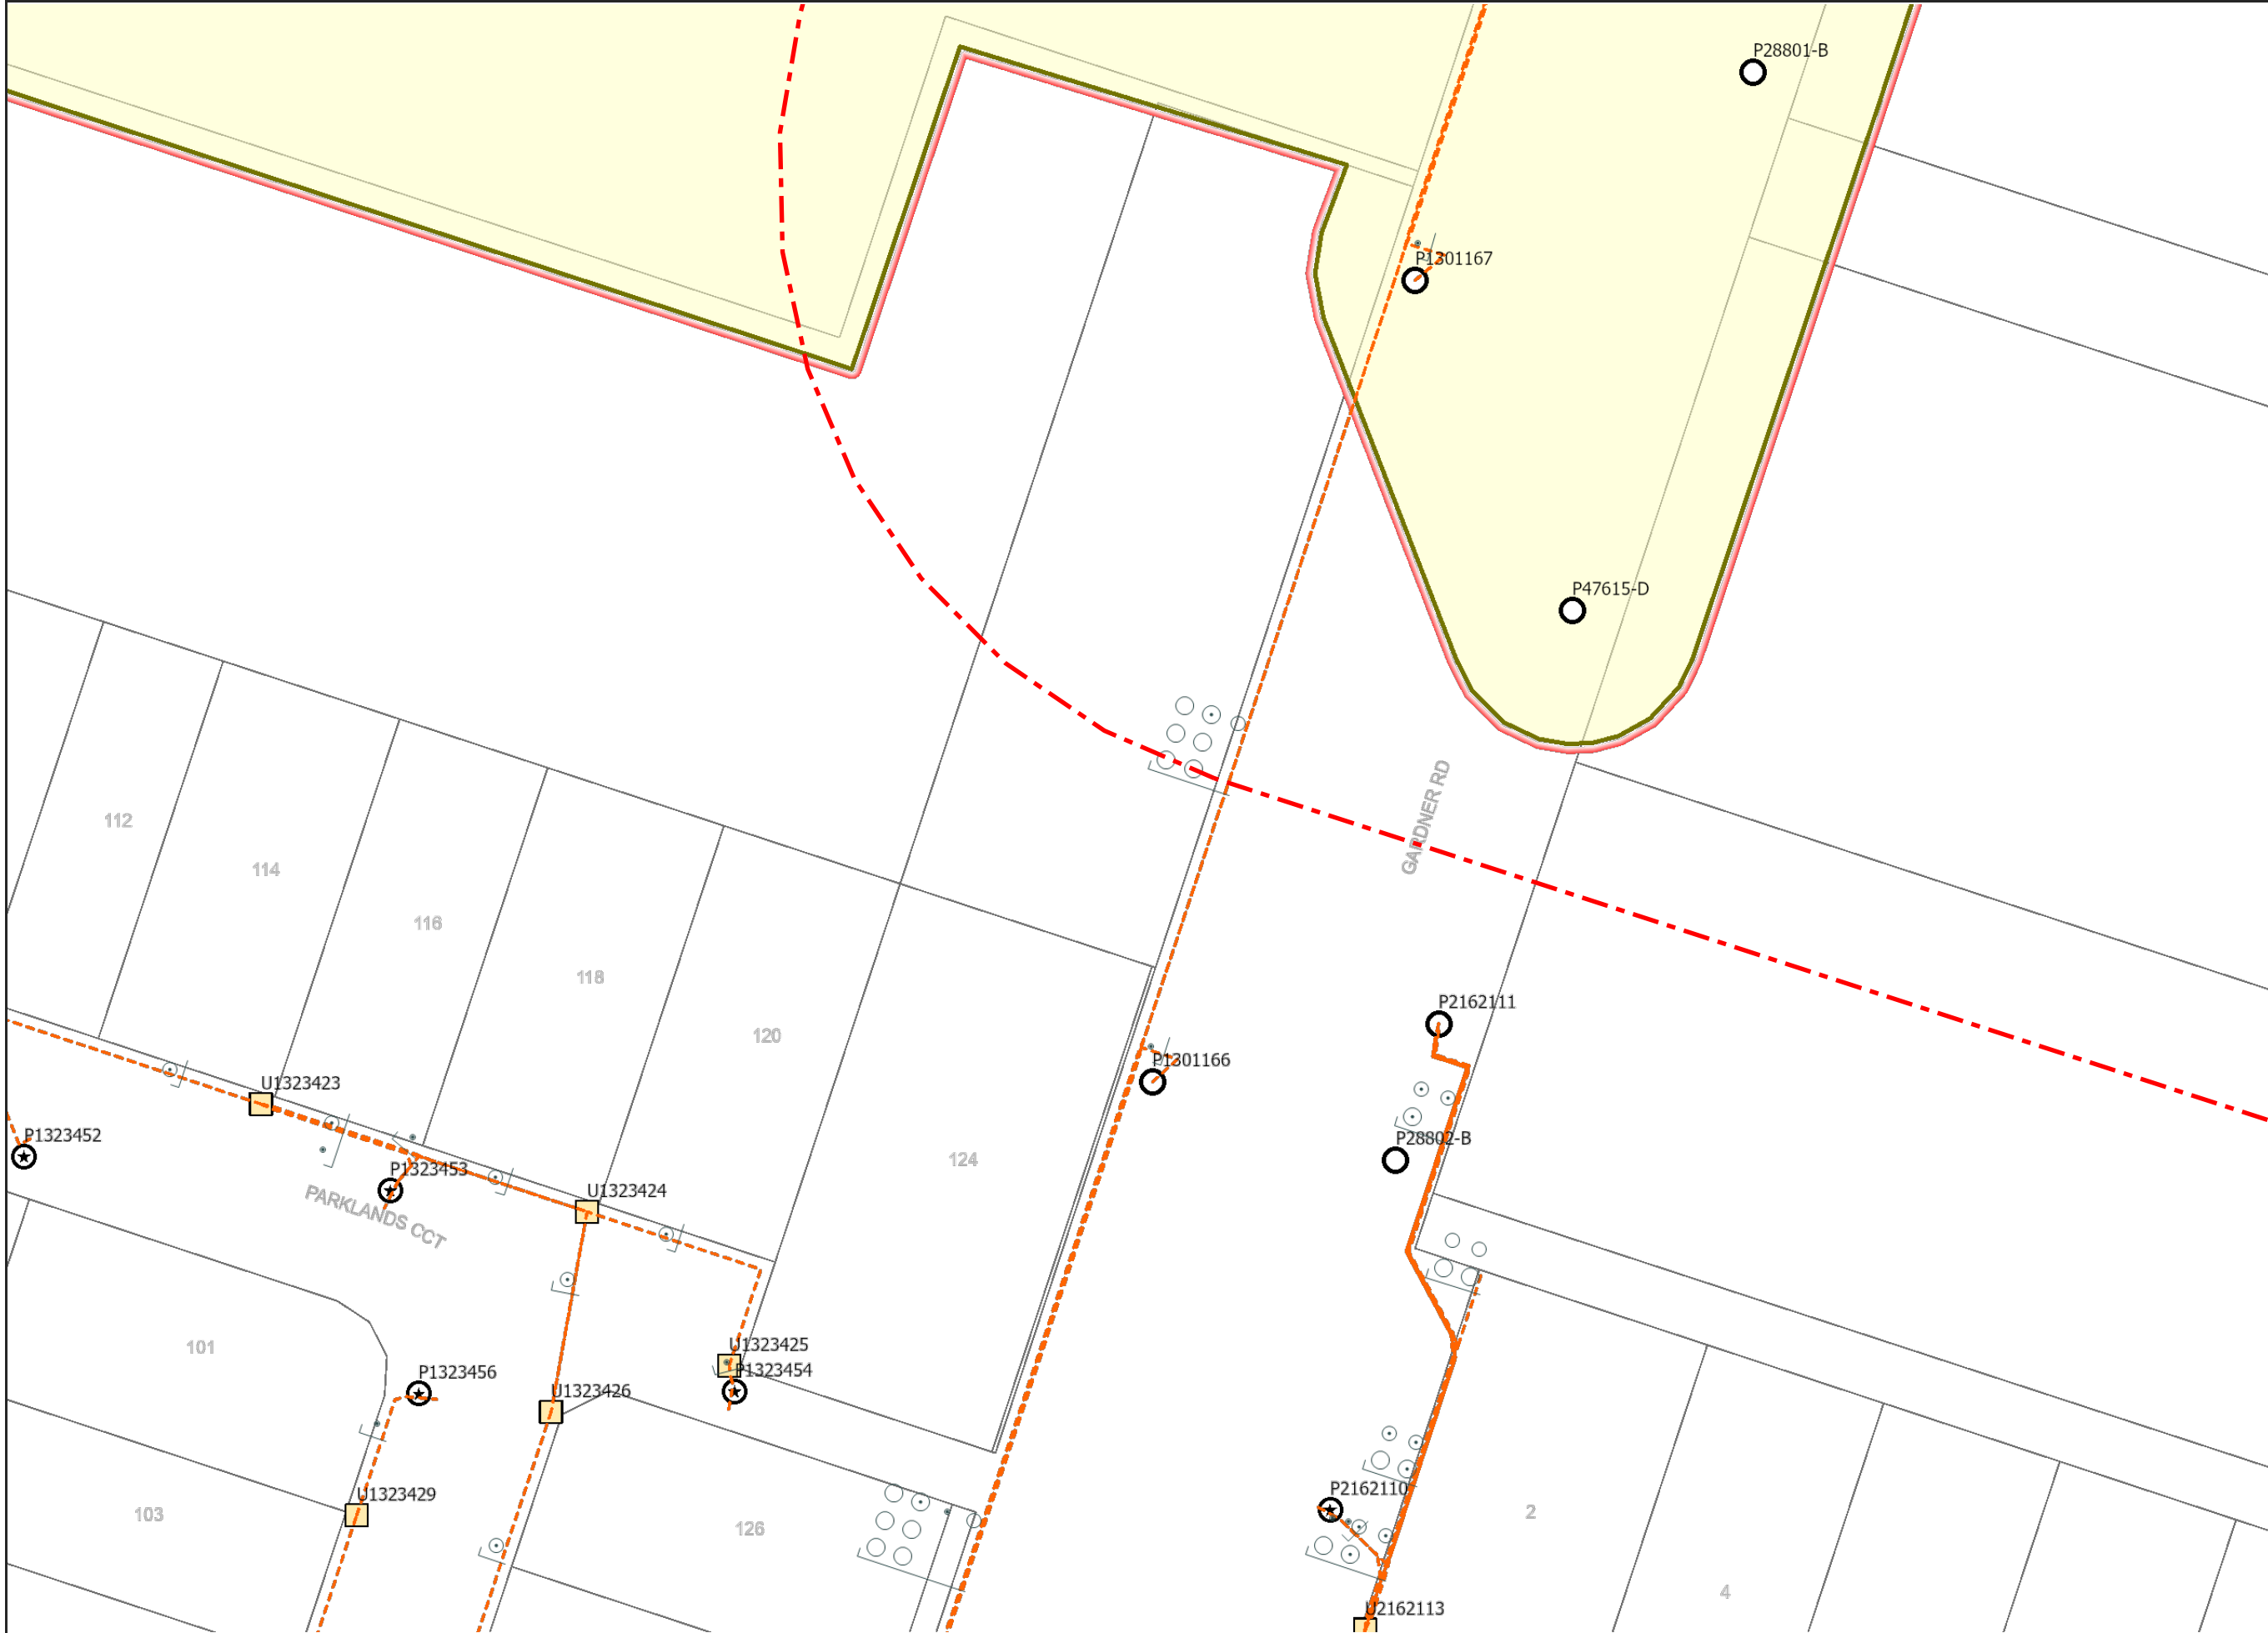 P28801-B
P1301167
P47615-D
GARDNER RD
112
114
116
118
120
P2162111
P1301166
U1323423
P1323452
P28802-B
124
P1323453
U1323424
PARKLANDS CCT
101
U1323425
P1323454
P1323456
U1323426
P2162110
U1323429
103
126
2
4
U2162113